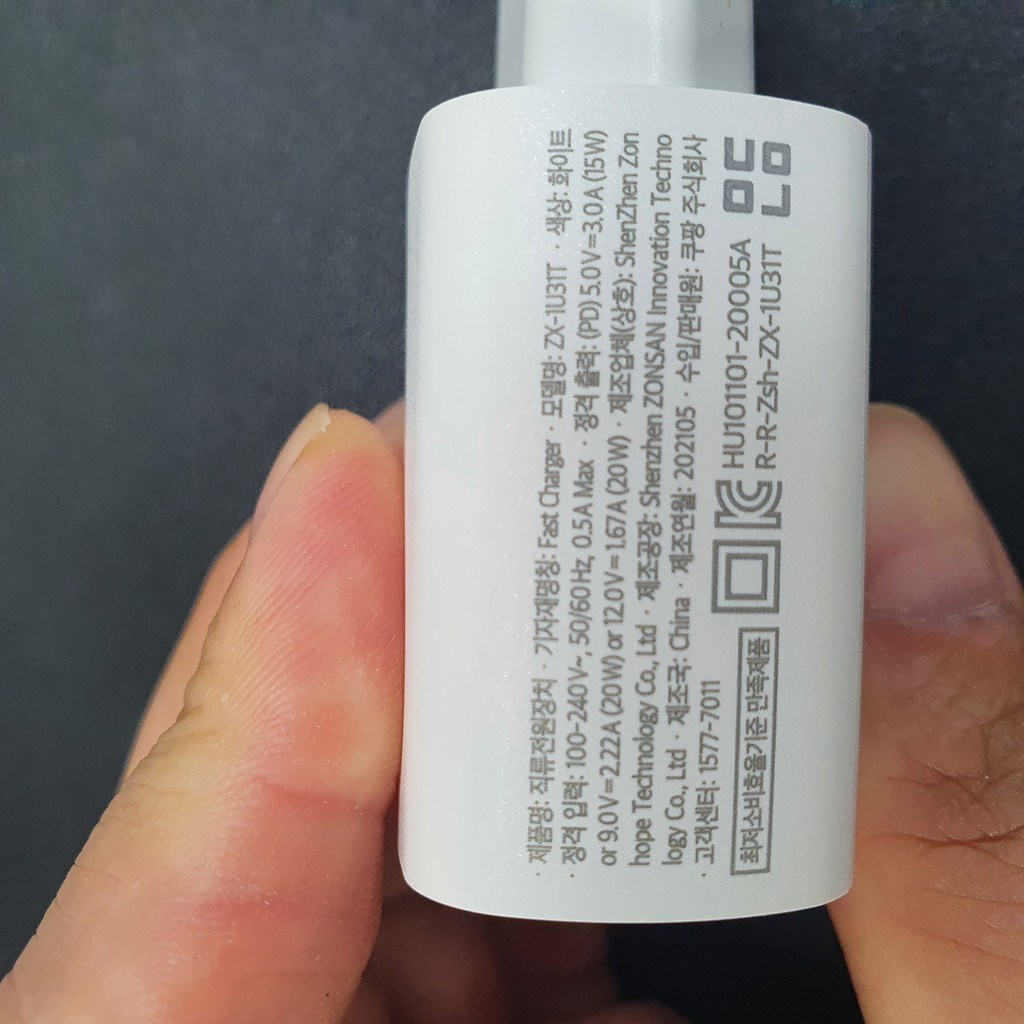 · 제품명: 직류전원장치 · 기자재명칭: Fast Charger · 모델명: ZX-1U31T · 색상: 화이트
· 정격 입력: 100-240V~, 50/60Hz, 0.5A Max · 정격 출력: (PD) 5.0V=3.0A (15W)
or 9.0V=2.22A (20W) or 12.0V=1.67A (20W) · 제조업체(상호): ShenZhen Zon
hope Technology Co., Ltd · 제조공장: Shenzhen ZONSAN Innovation Techno
logy Co., Ltd · 제조국: China · 제조연월: 202105 · 수입/판매원: 쿠팡 주식회사
· 고객센터: 1577-7011
최저소비효율기준 만족제품
HU101101-20005A
R-R-Zsh-ZX-1U31T